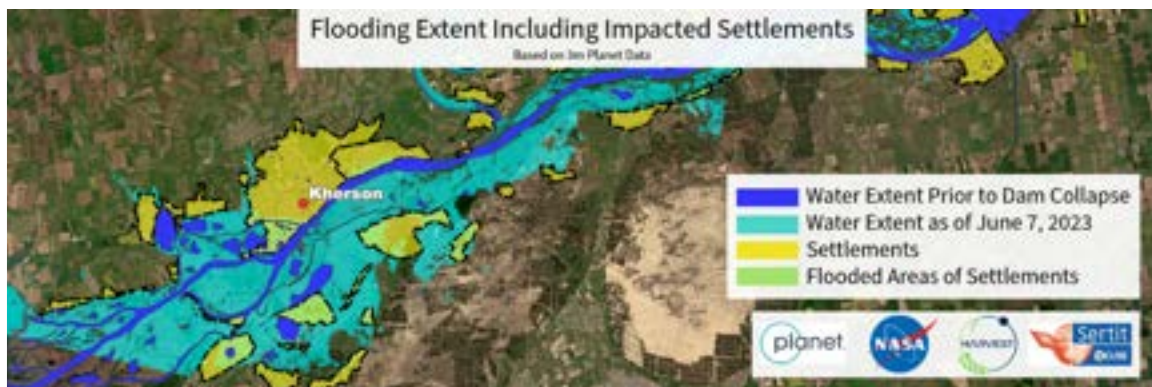 Flooding Extent Including Impacted Settlements
Based on 3m Planet Data
Kherson
Water Extent Prior to Dam Collapse
Water Extent as of June 7, 2023
Settlements
Flooded Areas of Settlements
planet
NASA
HARVEST
Sertit